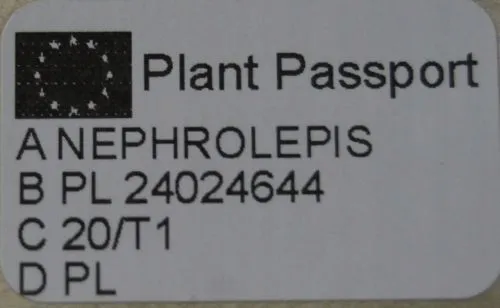 Plant Passport
A NEPHROLEPIS
B PL 24024644
C 20/T1
D PL